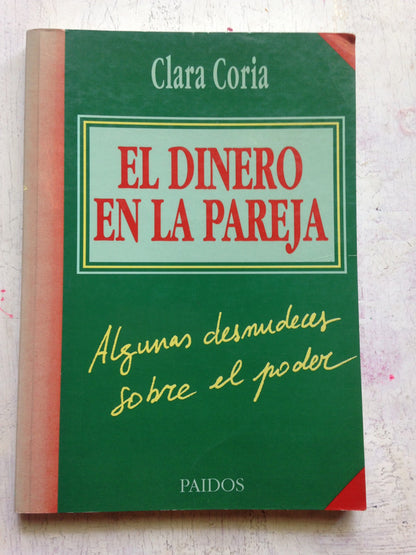 Clara Coria
EL DINERO
EN LA PAREJA
Algunas desnudeces
sobre el poder
PAIDOS